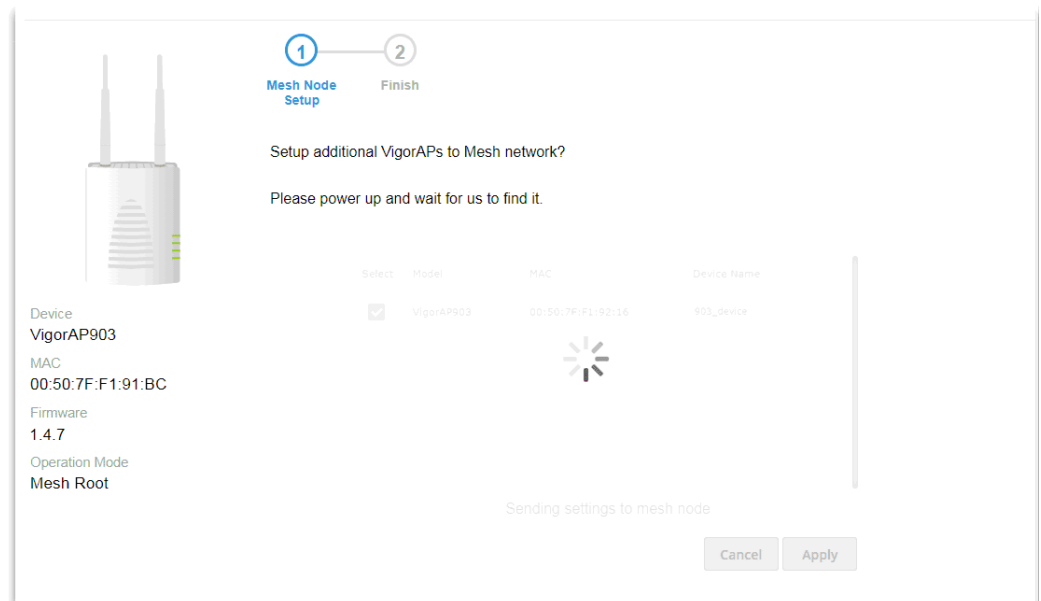 1
2
Mesh Node
Setup
Finish
Setup additional VigorAPs to Mesh network?
Please power up and wait for us to find it.
Select Model MAC Device Name
VigorAP903 00:50:7F:F1:92:16 903_device
Device
VigorAP903
MAC
00:50:7F:F1:91:BC
Firmware
1.4.7
Operation Mode
Mesh Root
Sending settings to mesh node
Cancel Apply